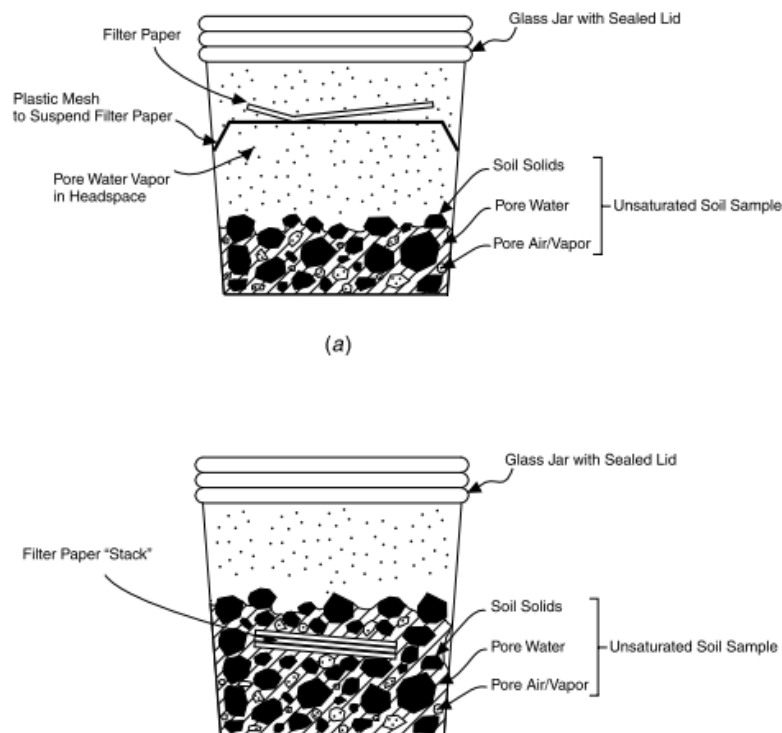 Glass Jar with Sealed Lid
Filter Paper
Plastic Mesh
to Suspend Filter Paper
Pore Water Vapor
in Headspace
Soil Solids
Pore Water
Unsaturated Soil Sample
Pore Air/Vapor
(a)
Glass Jar with Sealed Lid
Filter Paper "Stack"
Soil Solids
Pore Water
Unsaturated Soil Sample
Pore Air/Vapor